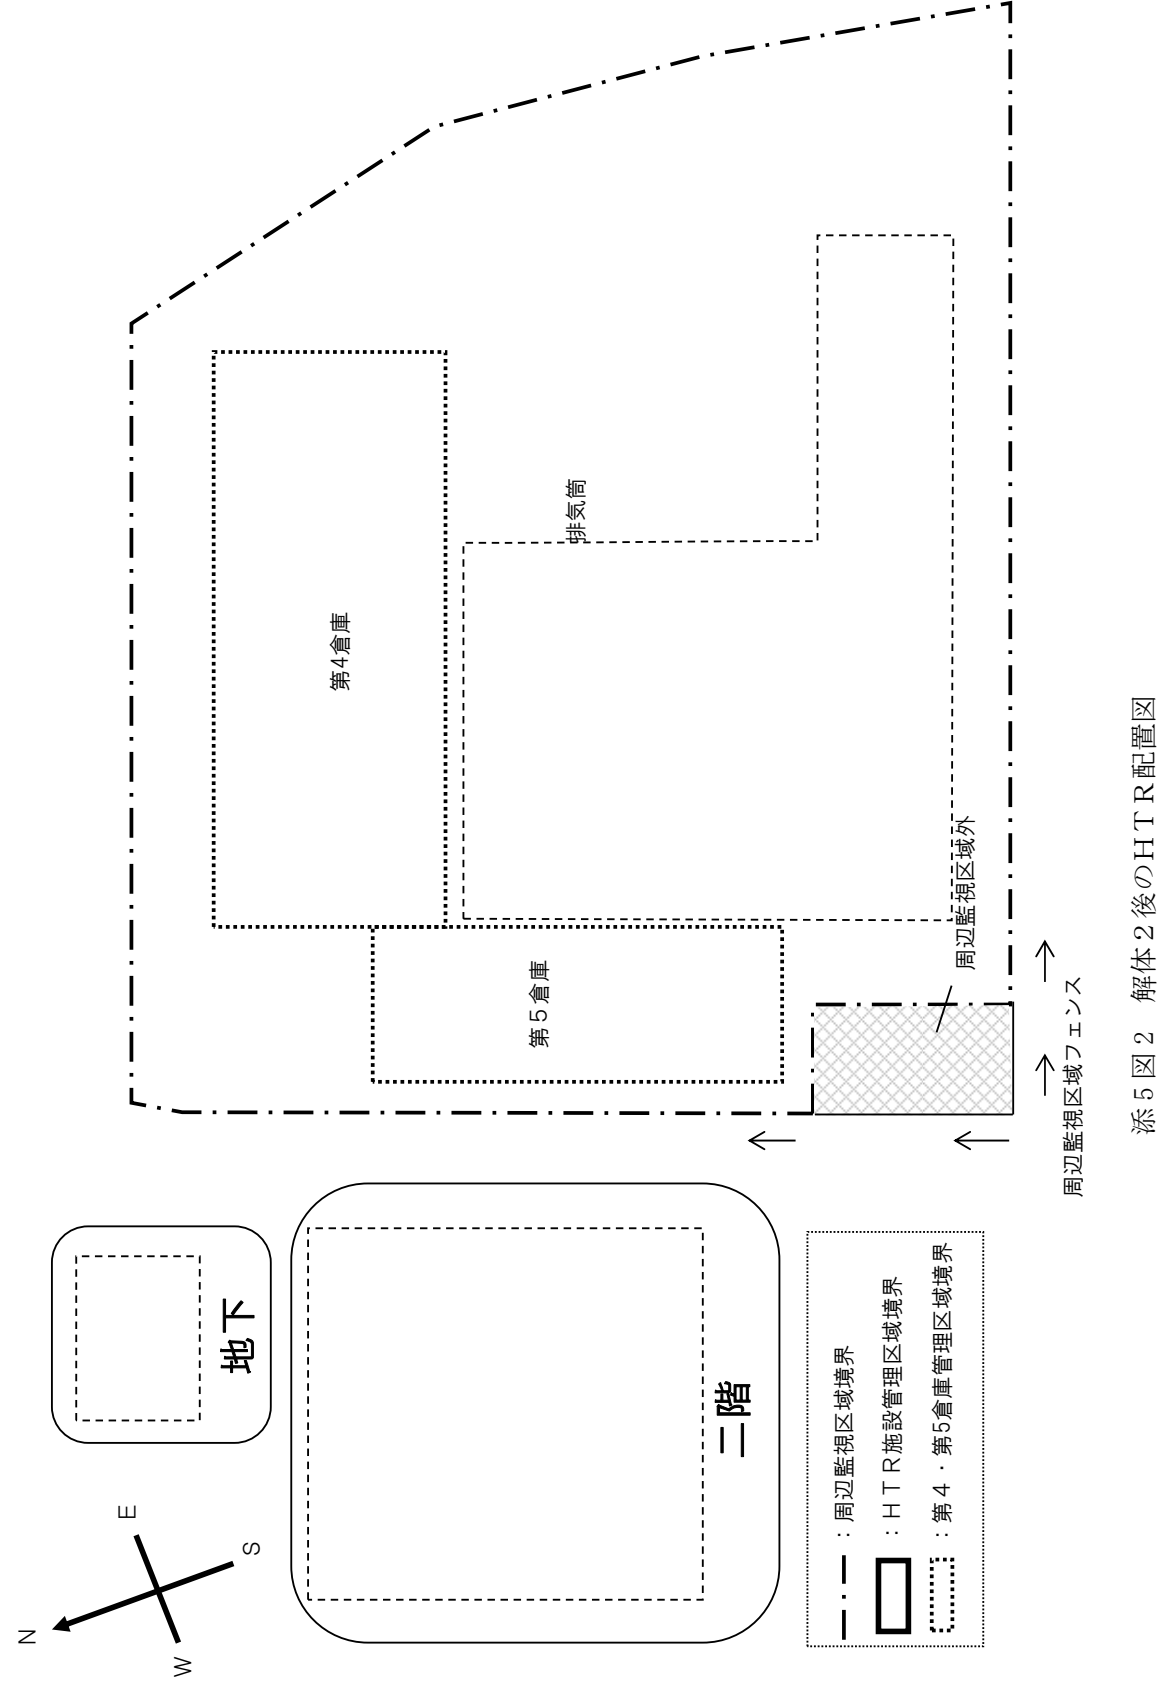 地下
二階
N
E
S
W
第4倉庫
第５倉庫
排気筒
周辺監視区域外
周辺監視区域フェンス
：周辺監視区域境界
：ＨＴＲ施設管理区域境界
：第４・第5倉庫管理区域境界
添５図２　解体２後のＨＴＲ配置図